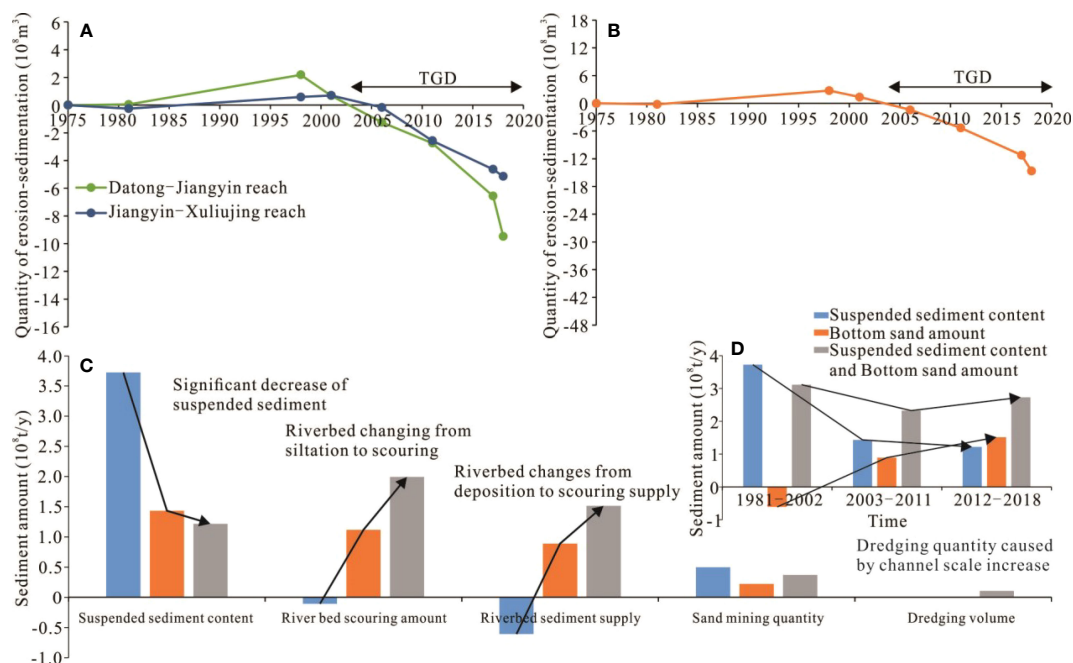 A
Quantity of erosion-sedimentation (10⁸m³)
6
4
2
0
-2
-4
-6
-8
-10
-12
-14
-16
1975 1980 1985 1990 1995 2000 2005 2010 2015 2020
TGD
Datong-Jiangyin reach
Jiangyin-Xuliujing reach
B
Quantity of erosion-sedimentation (10⁸m³)
18
12
6
0
-6
-12
-18
-24
-30
-36
-42
-48
1975 1980 1985 1990 1995 2000 2005 2010 2015 2020
TGD
C
Sediment amount (10⁸t/y)
4.0
3.5
3.0
2.5
2.0
1.5
1.0
0.5
0
-0.5
-1.0
Significant decrease of
suspended sediment
Riverbed changing from
siltation to scouring
Riverbed changes from
deposition to scouring supply
Dredging quantity caused
by channel scale increase
Suspended sediment content
River bed scouring amount
Riverbed sediment supply
Sand mining quantity
Dredging volume
Suspended sediment content
Bottom sand amount
Suspended sediment content
and Bottom sand amount
D
Sediment amount (10⁸t/y)
4
3
2
1
0
-1
1981-2002
2003-2011
2012-2018
Time